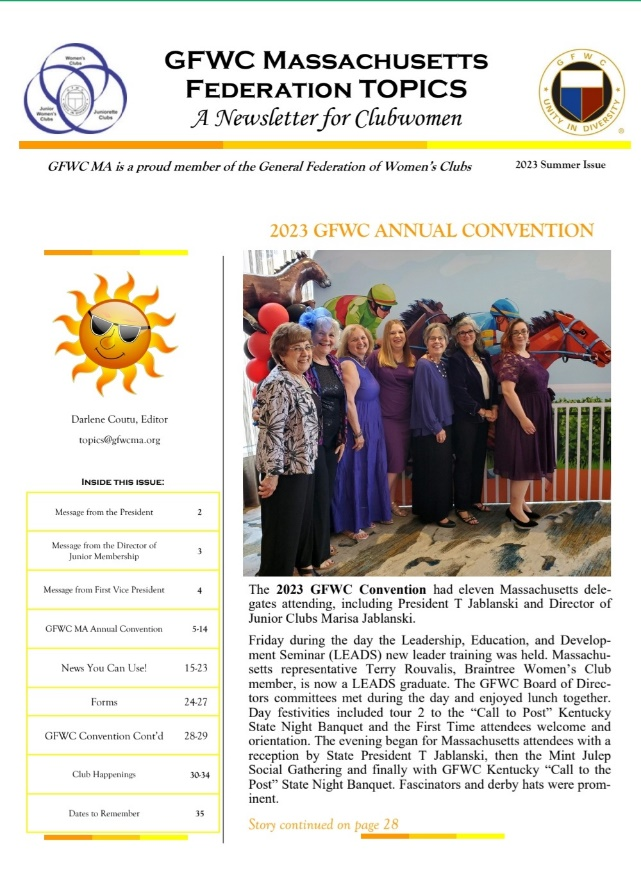 GFWC MASSACHUSETTS
FEDERATION TOPICS
A Newsletter for Clubwomen
Women's
Clubs
Junior
Women's
Clubs
Juniorette
Clubs
GFWC
UNITY IN DIVERSITY
®
GFWC MA is a proud member of the General Federation of Women's Clubs
2023 Summer Issue
2023 GFWC ANNUAL CONVENTION
Darlene Coutu, Editor
topics@gfwcma.org
INSIDE THIS ISSUE:
Message from the President 2
Message from the Director of
Junior Membership 3
Message from First Vice President 4
GFWC MA Annual Convention 5-14
News You Can Use! 15-23
Forms 24-27
GFWC Convention Cont'd 28-29
Club Happenings 30-34
Dates to Remember 35
The 2023 GFWC Convention had eleven Massachusetts dele-
gates attending, including President T Jablanski and Director of
Junior Clubs Marisa Jablanski.
Friday during the day the Leadership, Education, and Develop-
ment Seminar (LEADS) new leader training was held. Massachu-
setts representative Terry Rouvalis, Braintree Women's Club
member, is now a LEADS graduate. The GFWC Board of Direc-
tors committees met during the day and enjoyed lunch together.
Day festivities included tour 2 to the “Call to Post” Kentucky
State Night Banquet and the First Time attendees welcome and
orientation. The evening began for Massachusetts attendees with a
reception by State President T Jablanski, then the Mint Julep
Social Gathering and finally with GFWC Kentucky “Call to the
Post” State Night Banquet. Fascinators and derby hats were prom-
inent.
Story continued on page 28